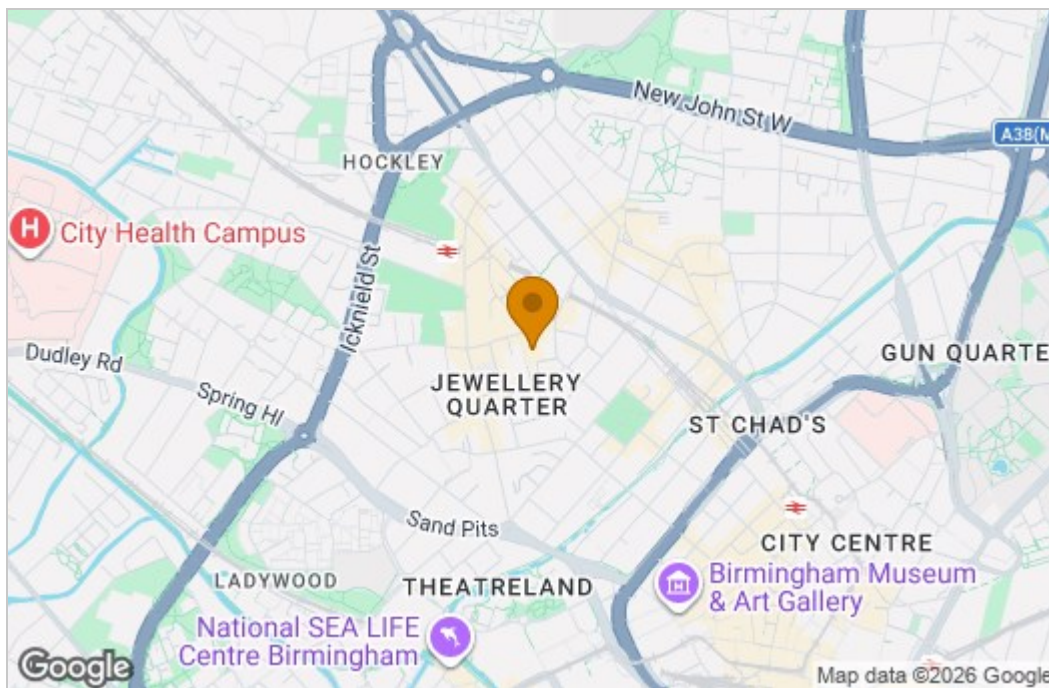 New John St W
A38(M
HOCKLEY
H
City Health Campus
Icknield St
Dudley Rd
Spring Hl
JEWELLERY
QUARTER
GUN QUARTE
ST CHAD'S
Sand Pits
CITY CENTRE
LADYWOOD
THEATRELAND
Birmingham Museum
& Art Gallery
National SEA LIFE
Centre Birmingham
Google
Map data ©2026 Google